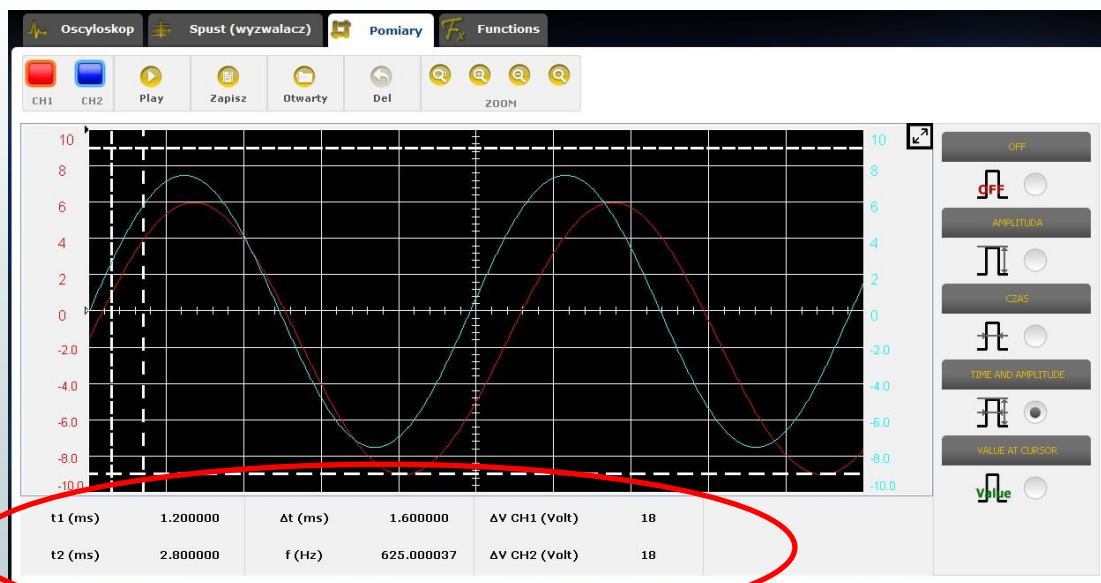 Oscyloskop Spust (wyzwalacz) Pomiary Fx Functions
CH1 CH2 Play Zapisz Otwarty Del ZOOM
10 10
8 8
6 6
4 4
2 2
0 0
-2.0 -2.0
-4.0 -4.0
-6.0 -6.0
-8.0 -8.0
-10.0 -10.0
OFF
OFF
AMPLITUDA
CZAS
TIME AND AMPLITUDE
VALUE AT CURSOR
Value
t1 (ms) 1.200000 Δt (ms) 1.600000 ΔV CH1 (Volt) 18
t2 (ms) 2.800000 f (Hz) 625.000037 ΔV CH2 (Volt) 18